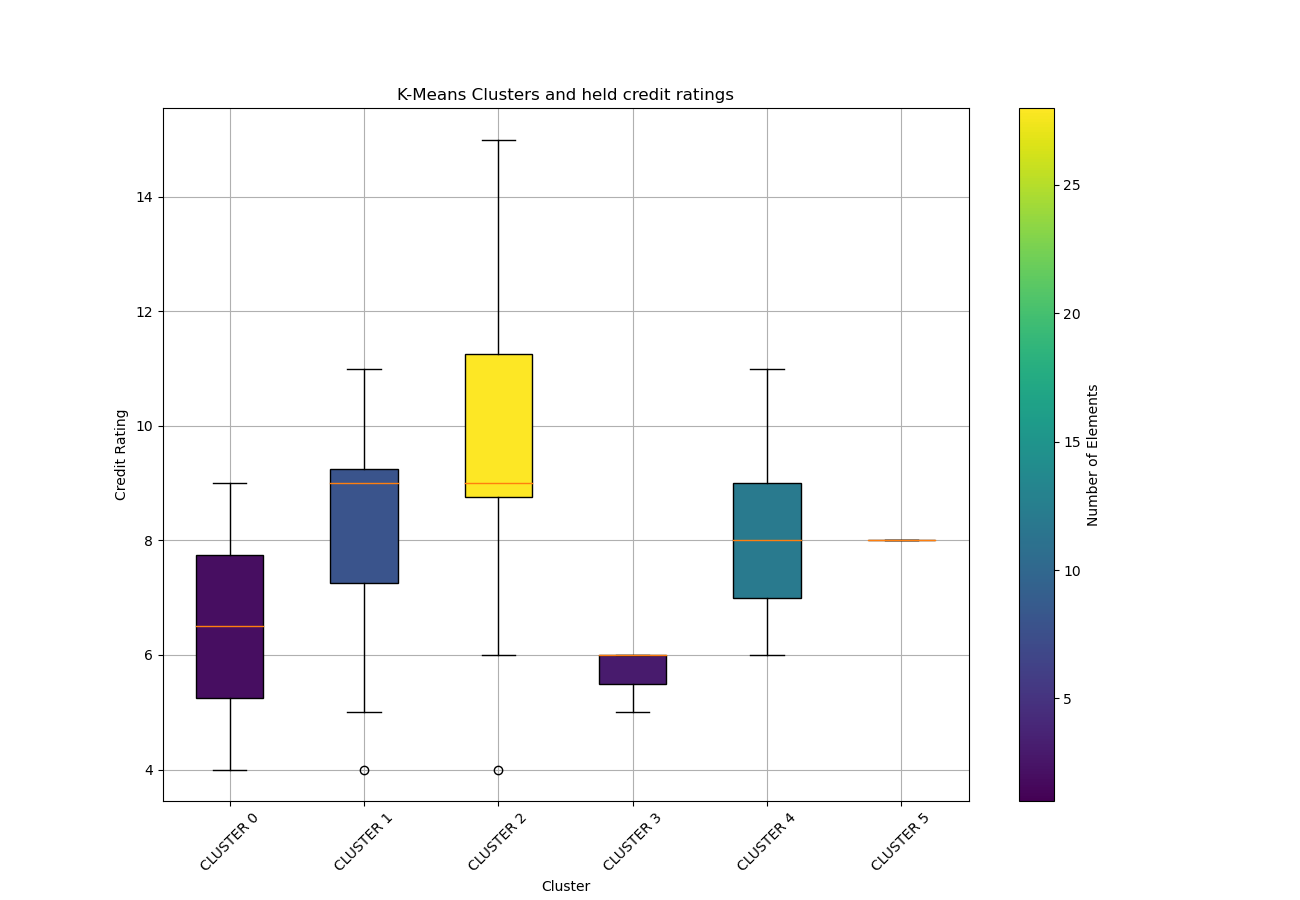 K-Means Clusters and held credit ratings
14
12
10
8
6
4
Credit Rating
CLUSTER 0
CLUSTER 1
CLUSTER 2
CLUSTER 3
CLUSTER 4
CLUSTER 5
Cluster
25
20
15
10
5
Number of Elements